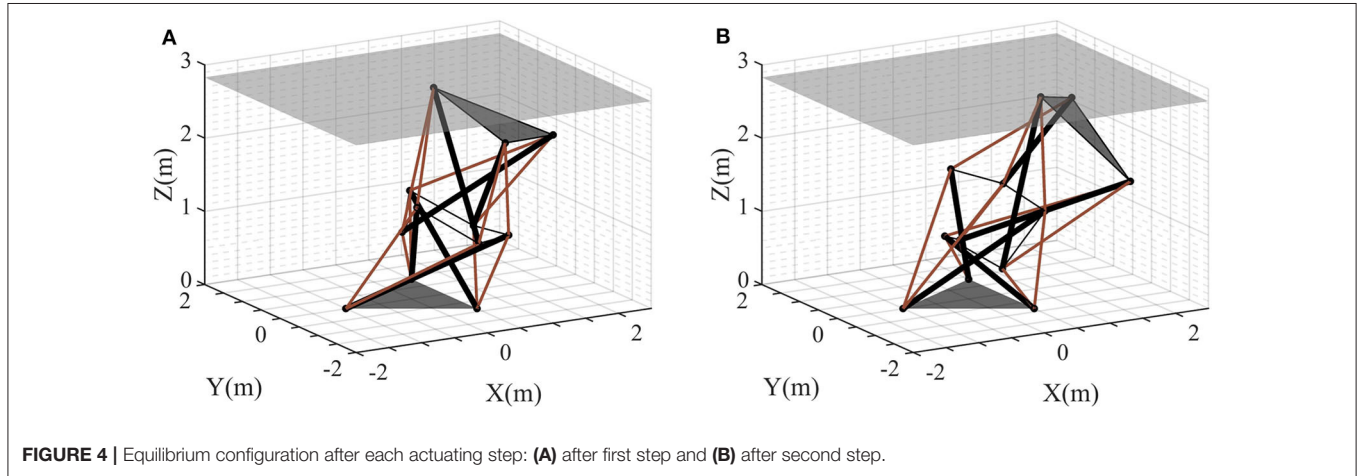 A
3
2
1
0
Z(m)
2
0
-2
Y(m)
-2
0
2
X(m)
B
3
2
1
0
Z(m)
2
0
-2
Y(m)
-2
0
2
X(m)
FIGURE 4 | Equilibrium configuration after each actuating step: (A) after first step and (B) after second step.